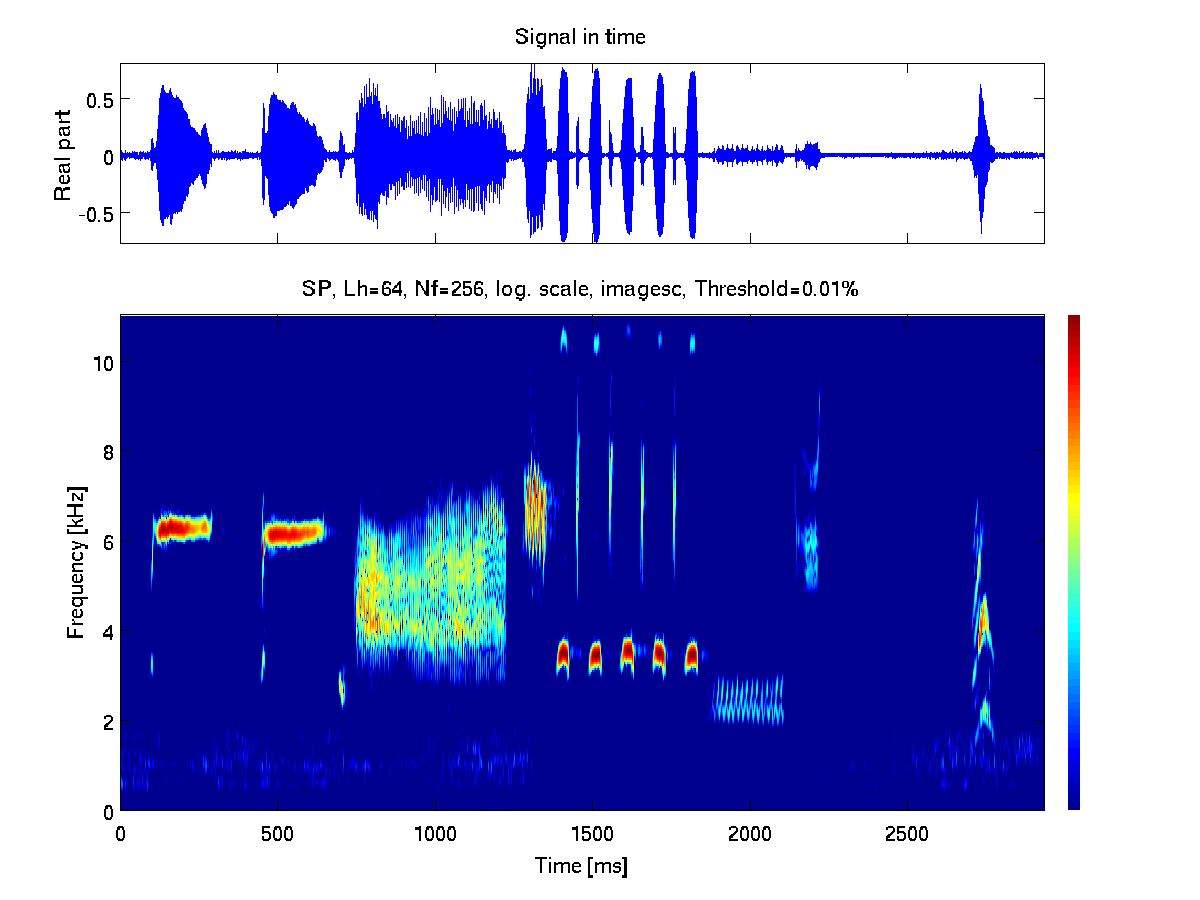 Signal in time
Real part
0.5
0
-0.5
SP, Lh=64, Nf=256, log. scale, imagesc, Threshold=0.01%
Frequency [kHz]
10
8
6
4
2
0
0 500 1000 1500 2000 2500
Time [ms]